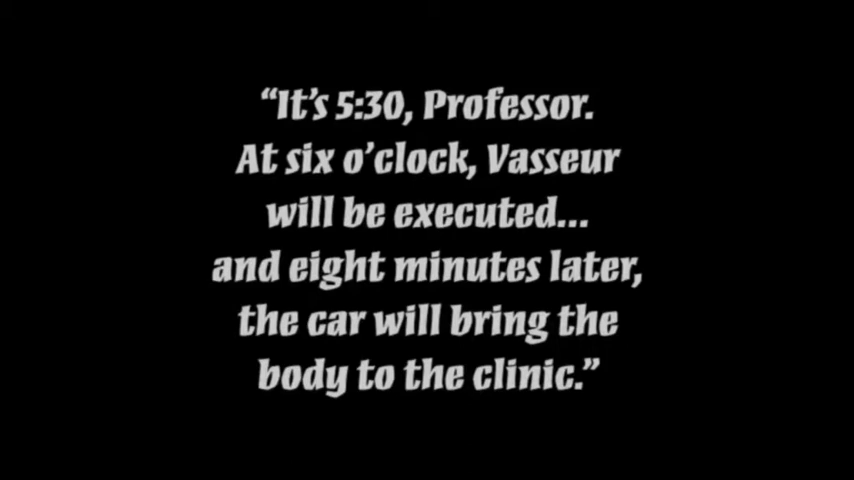 “It’s 5:30, Professor.
At six o’clock, Vasseur
will be executed...
and eight minutes later,
the car will bring the
body to the clinic.”